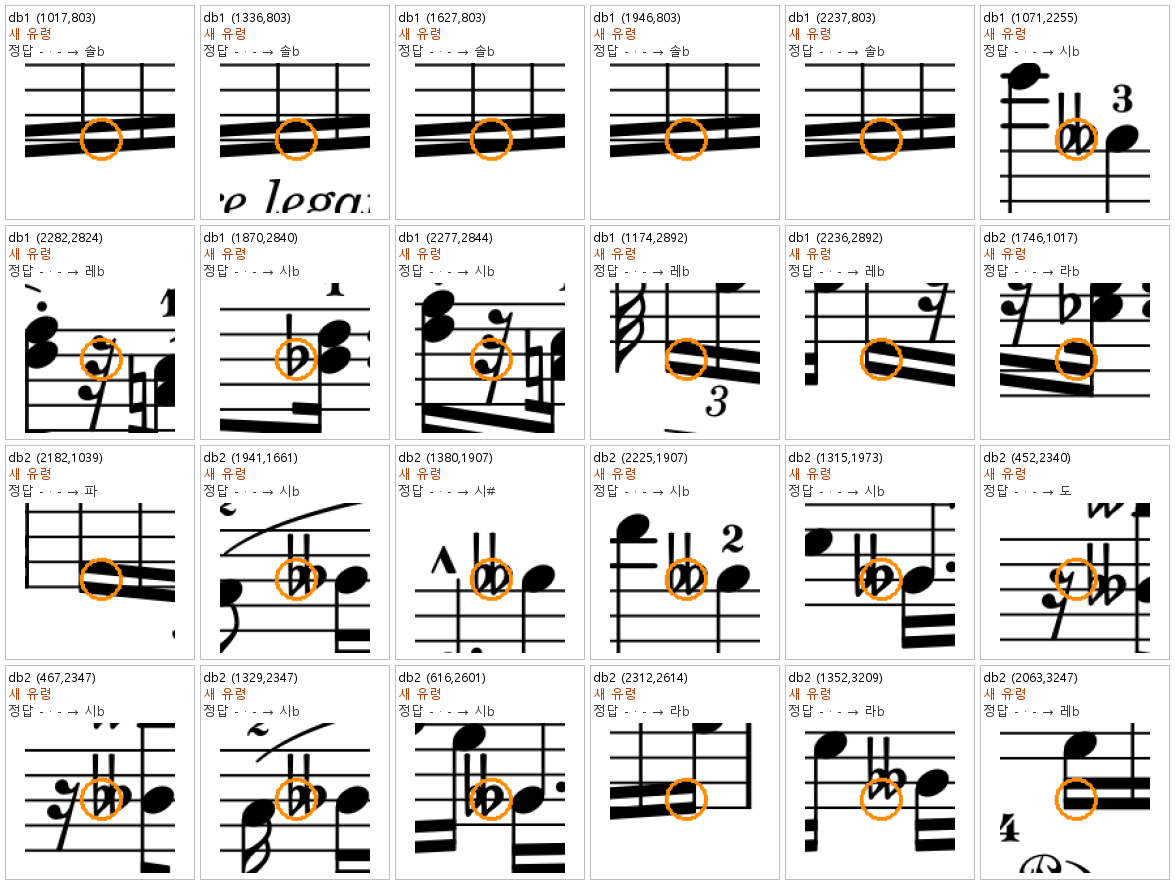 db1 (1017,803)
새 유령
정답 - · - → 솔b
re legar
db1 (1336,803)
새 유령
정답 - · - → 솔b
db1 (1627,803)
새 유령
정답 - · - → 솔b
db1 (1946,803)
새 유령
정답 - · - → 솔b
db1 (2237,803)
새 유령
정답 - · - → 솔b
db1 (1071,2255)
새 유령
정답 - · - → 시b
3
db1 (2282,2824)
새 유령
정답 - · - → 레b
1
db1 (1870,2840)
새 유령
정답 - · - → 시b
db1 (2277,2844)
새 유령
정답 - · - → 시b
db1 (1174,2892)
새 유령
정답 - · - → 레b
3
db1 (2236,2892)
새 유령
정답 - · - → 레b
db2 (1746,1017)
새 유령
정답 - · - → 라b
db2 (2182,1039)
새 유령
정답 - · - → 파
db2 (1941,1661)
새 유령
정답 - · - → 시b
db2 (1380,1907)
새 유령
정답 - · - → 시#
db2 (2225,1907)
새 유령
정답 - · - → 시b
2
db2 (1315,1973)
새 유령
정답 - · - → 시b
db2 (452,2340)
새 유령
정답 - · - → 도
db2 (467,2347)
새 유령
정답 - · - → 시b
db2 (1329,2347)
새 유령
정답 - · - → 시b
2
db2 (616,2601)
새 유령
정답 - · - → 시b
db2 (2312,2614)
새 유령
정답 - · - → 라b
db2 (1352,3209)
새 유령
정답 - · - → 라b
db2 (2063,3247)
새 유령
정답 - · - → 레b
4